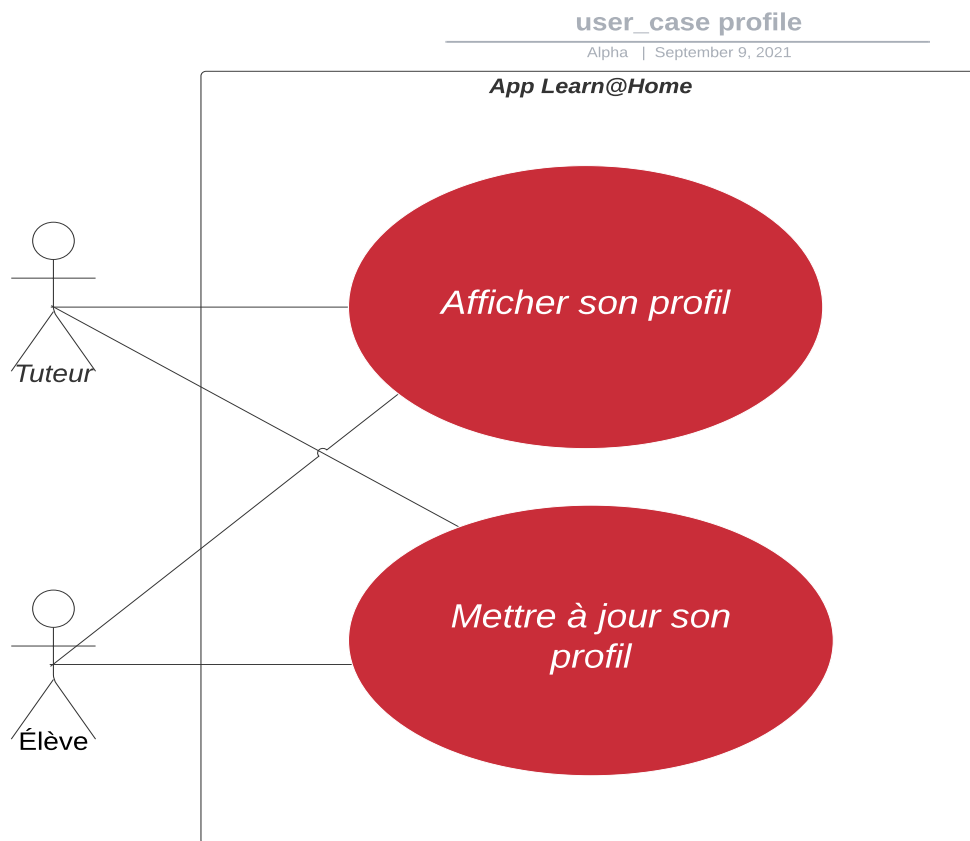 user_case profile
Alpha | September 9, 2021
App Learn@Home
Afficher son profil
Tuteur
Mettre à jour son
profil
Élève